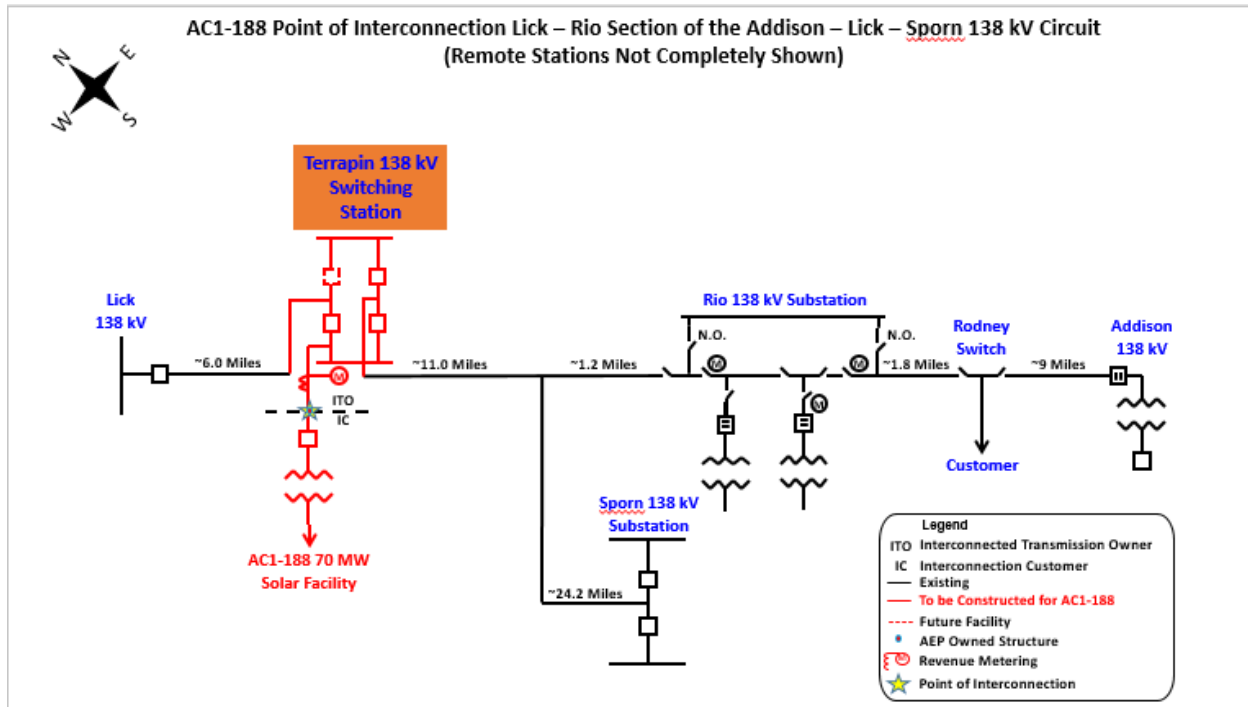 AC1-188 Point of Interconnection Lick – Rio Section of the Addison – Lick – Sporn 138 kV Circuit
(Remote Stations Not Completely Shown)
N
E
W
S
Terrapin 138 kV
Switching
Station
Lick
138 kV
~6.0 Miles
M
ITO
IC
AC1-188 70 MW
Solar Facility
~11.0 Miles
~1.2 Miles
Rio 138 kV Substation
N.O.
N.O.
M
M
M
~1.8 Miles
Rodney
Switch
Customer
~9 Miles
Addison
138 kV
Sporn 138 kV
Substation
~24.2 Miles
Legend
ITO Interconnected Transmission Owner
IC Interconnection Customer
Existing
To be Constructed for AC1-188
Future Facility
AEP Owned Structure
M Revenue Metering
Point of Interconnection